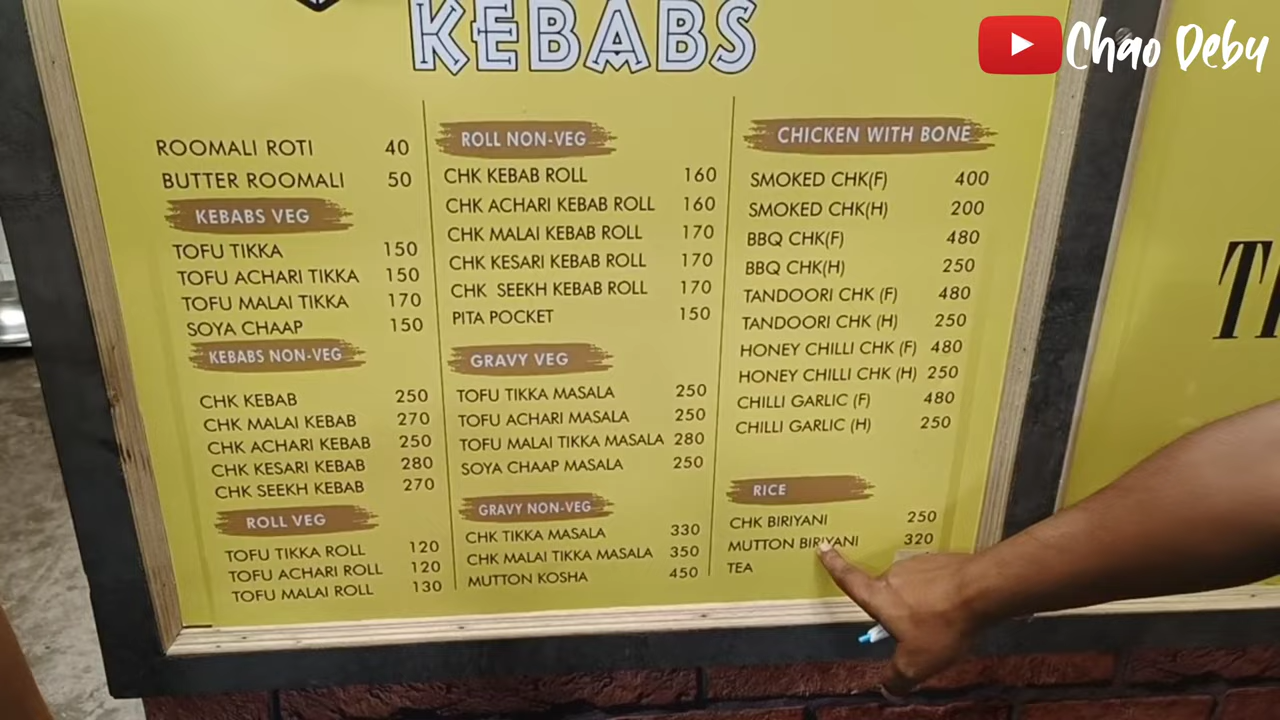 KEBABS
Chao Debu
ROOMALI ROTI 40
BUTTER ROOMALI 50
KEBABS VEG
TOFU TIKKA 150
TOFU ACHARI TIKKA 150
TOFU MALAI TIKKA 170
SOYA CHAAP 150
KEBABS NON-VEG
CHK KEBAB 250
CHK MALAI KEBAB 270
CHK ACHARI KEBAB 250
CHK KESARI KEBAB 280
CHK SEEKH KEBAB 270
ROLL VEG
TOFU TIKKA ROLL 120
TOFU ACHARI ROLL 120
TOFU MALAI ROLL 130
ROLL NON-VEG
CHK KEBAB ROLL 160
CHK ACHARI KEBAB ROLL 160
CHK MALAI KEBAB ROLL 170
CHK KESARI KEBAB ROLL 170
CHK SEEKH KEBAB ROLL 170
PITA POCKET 150
GRAVY VEG
TOFU TIKKA MASALA 250
TOFU ACHARI MASALA 250
TOFU MALAI TIKKA MASALA 280
SOYA CHAAP MASALA 250
GRAVY NON-VEG
CHK TIKKA MASALA 330
CHK MALAI TIKKA MASALA 350
MUTTON KOSHA 450
CHICKEN WITH BONE
SMOKED CHK(F) 400
SMOKED CHK(H) 200
BBQ CHK(F) 480
BBQ CHK(H) 250
TANDOORI CHK (F) 480
TANDOORI CHK (H) 250
HONEY CHILLI CHK (F) 480
HONEY CHILLI CHK (H) 250
CHILLI GARLIC (F) 480
CHILLI GARLIC (H) 250
RICE
CHK BIRIYANI 250
MUTTON BIRIYANI 320
TEA